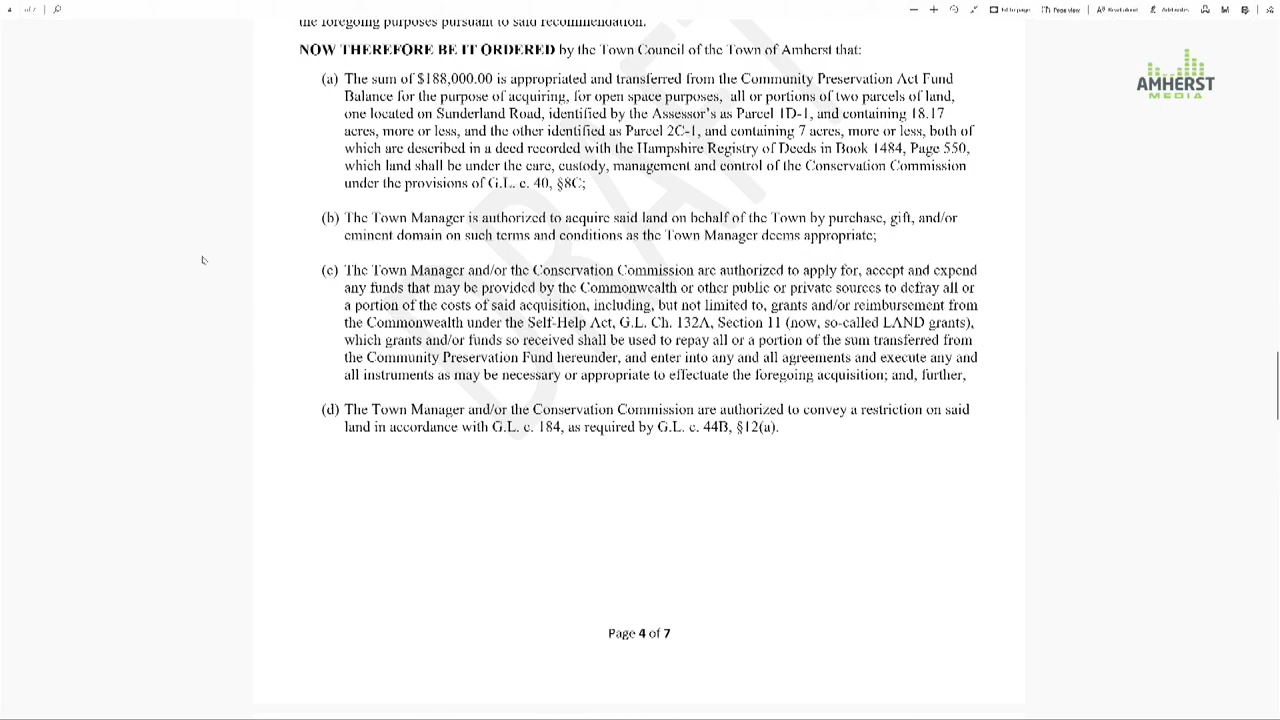 4 of 7
Fit to page
Page view
Read aloud
Add notes
the foregoing purposes pursuant to said recommendation.
NOW THEREFORE BE IT ORDERED by the Town Council of the Town of Amherst that:
(a) The sum of $188,000.00 is appropriated and transferred from the Community Preservation Act Fund
Balance for the purpose of acquiring, for open space purposes, all or portions of two parcels of land,
one located on Sunderland Road, identified by the Assessor's as Parcel 1D-1, and containing 18.17
acres, more or less, and the other identified as Parcel 2C-1, and containing 7 acres, more or less, both of
which are described in a deed recorded with the Hampshire Registry of Deeds in Book 1484, Page 550,
which land shall be under the care, custody, management and control of the Conservation Commission
under the provisions of G.L. c. 40, §8C;
(b) The Town Manager is authorized to acquire said land on behalf of the Town by purchase, gift, and/or
eminent domain on such terms and conditions as the Town Manager deems appropriate;
(c) The Town Manager and/or the Conservation Commission are authorized to apply for, accept and expend
any funds that may be provided by the Commonwealth or other public or private sources to defray all or
a portion of the costs of said acquisition, including, but not limited to, grants and/or reimbursement from
the Commonwealth under the Self-Help Act, G.L. Ch. 132A, Section 11 (now, so-called LAND grants),
which grants and/or funds so received shall be used to repay all or a portion of the sum transferred from
the Community Preservation Fund hereunder, and enter into any and all agreements and execute any and
all instruments as may be necessary or appropriate to effectuate the foregoing acquisition; and, further,
(d) The Town Manager and/or the Conservation Commission are authorized to convey a restriction on said
land in accordance with G.L. c. 184, as required by G.L. c. 44B, §12(a).
Page 4 of 7
DRAFT
AMHERST
MEDIA